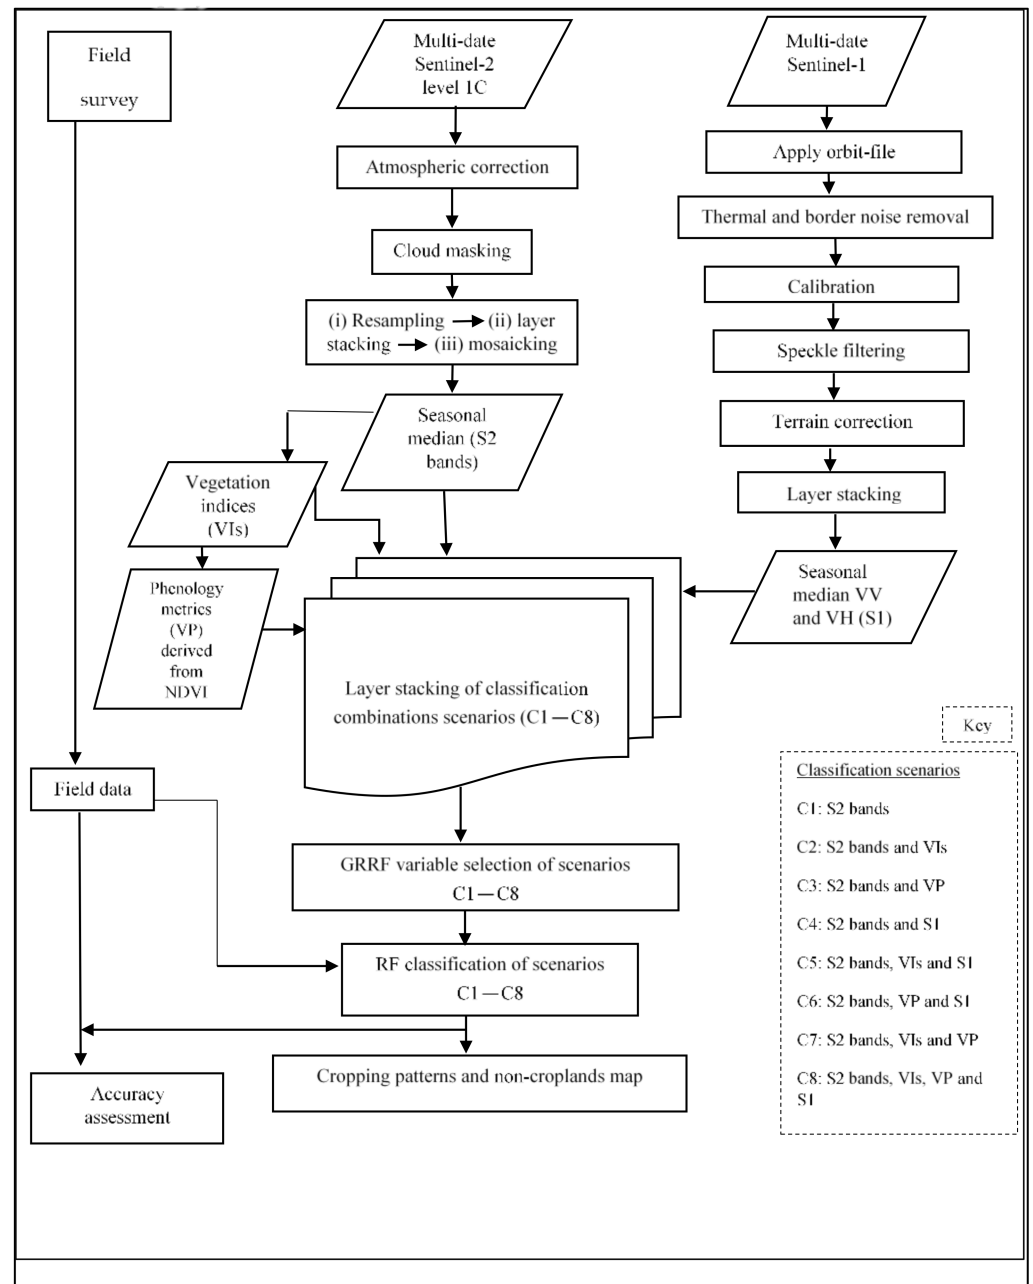 Field
survey
Multi-date
Sentinel-2
level 1C
Multi-date
Sentinel-1
Atmospheric correction
Cloud masking
(i) Resampling → (ii) layer
stacking → (iii) mosaicking
Seasonal
median (S2
bands)
Vegetation
indices
(VIs)
Phenology
metrics
(VP)
derived
from
NDVI
Apply orbit-file
Thermal and border noise removal
Calibration
Speckle filtering
Terrain correction
Layer stacking
Seasonal
median VV
and VH (S1)
Layer stacking of classification
combinations scenarios (C1—C8)
Field data
GRRF variable selection of scenarios
C1—C8
RF classification of scenarios
C1—C8
Cropping patterns and non-croplands map
Accuracy
assessment
Key
Classification scenarios
C1: S2 bands
C2: S2 bands and VIs
C3: S2 bands and VP
C4: S2 bands and S1
C5: S2 bands, VIs and S1
C6: S2 bands, VP and S1
C7: S2 bands, VIs and VP
C8: S2 bands, VIs, VP and
S1